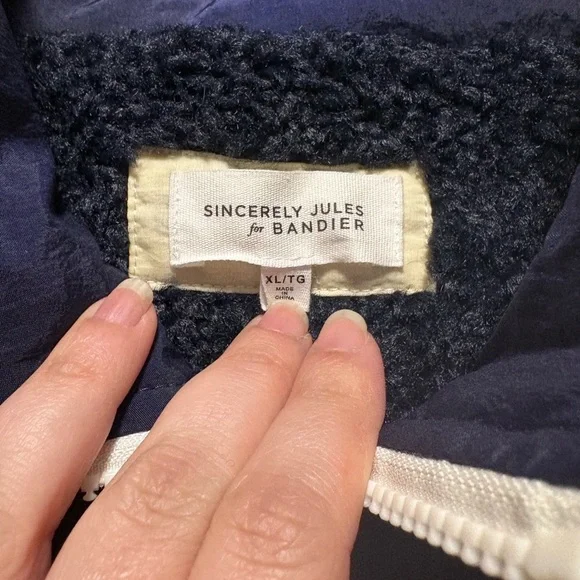 SINCERELY JULES
for BANDIER
XL/TG
MADE
IN
CHINA